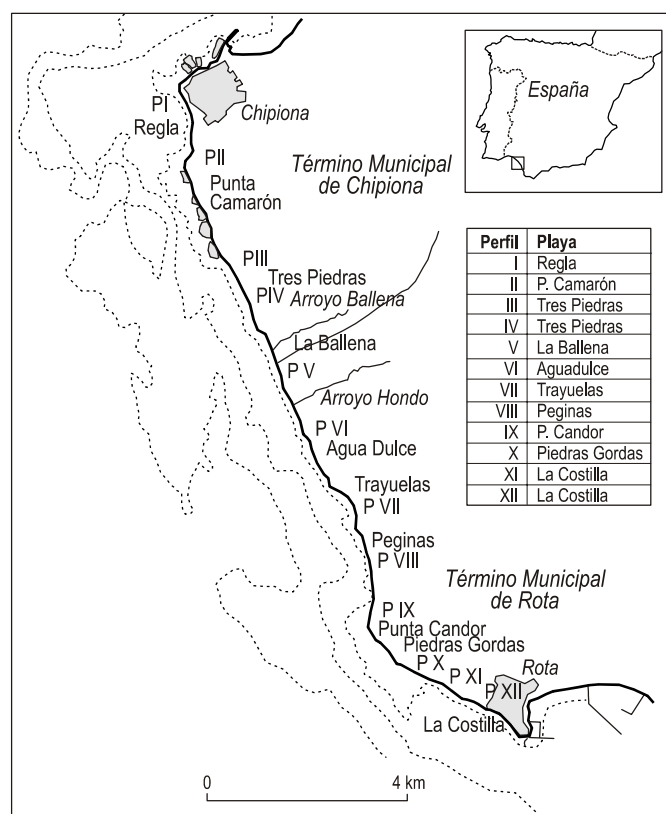 España
PI
Regla
Chipiona
PII
Punta
Camarón
Término Municipal
de Chipiona
PIII
Tres Piedras
PIV
Arroyo Ballena
La Ballena
P V
Arroyo Hondo
P VI
Agua Dulce
Trayuelas
P VII
Peginas
P VIII
Término Municipal
de Rota
P IX
Punta Candor
Piedras Gordas
P X
P XI
P XII
Rota
La Costilla
0 4 km
Perfil Playa
I Regla
II P. Camarón
III Tres Piedras
IV Tres Piedras
V La Ballena
VI Aguadulce
VII Trayuelas
VIII Peginas
IX P. Candor
X Piedras Gordas
XI La Costilla
XII La Costilla